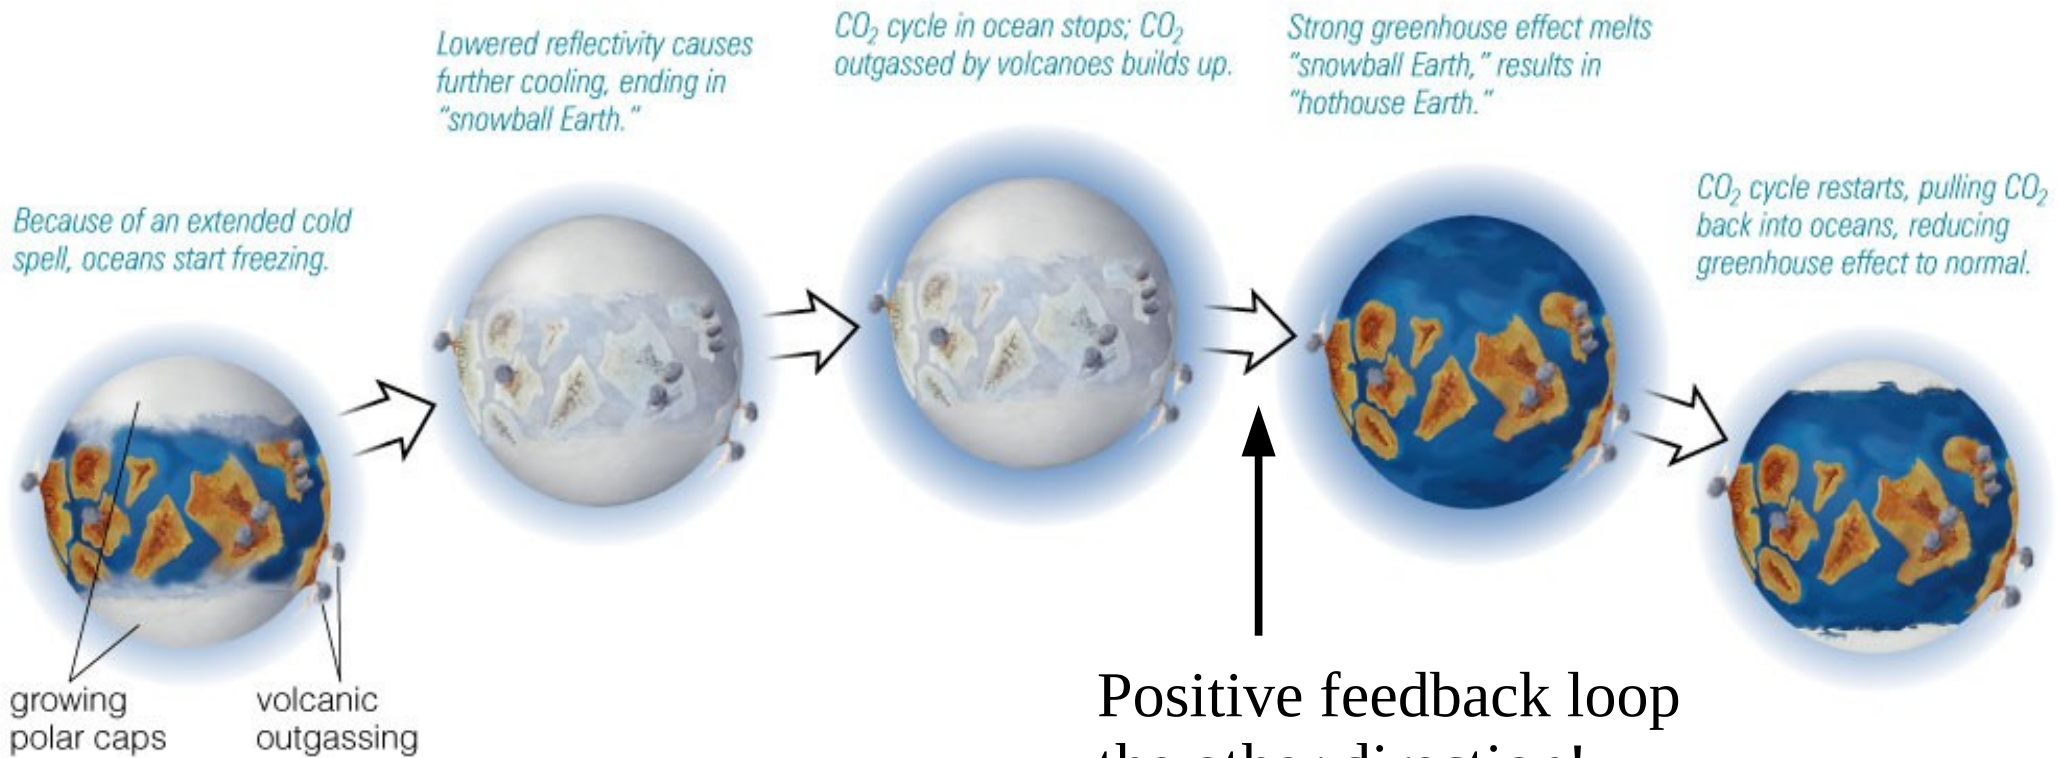 Because of an extended cold
spell, oceans start freezing.
Lowered reflectivity causes
further cooling, ending in
“snowball Earth.”
CO₂ cycle in ocean stops; CO₂
outgassed by volcanoes builds up.
Strong greenhouse effect melts
“snowball Earth,” results in
“hothouse Earth.”
CO₂ cycle restarts, pulling CO₂
back into oceans, reducing
greenhouse effect to normal.
growing
polar caps
volcanic
outgassing
Positive feedback loop
the other direction!